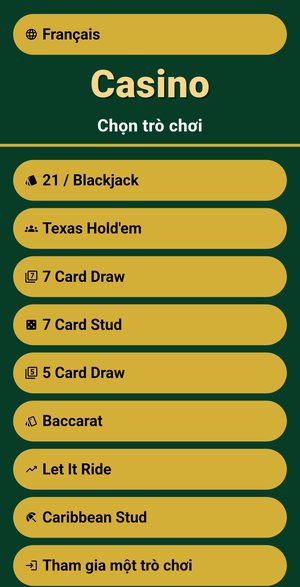 Français
Casino
Chọn trò chơi
21 / Blackjack
Texas Hold'em
7 Card Draw
7 Card Stud
5 Card Draw
Baccarat
Let It Ride
Caribbean Stud
Tham gia một trò chơi